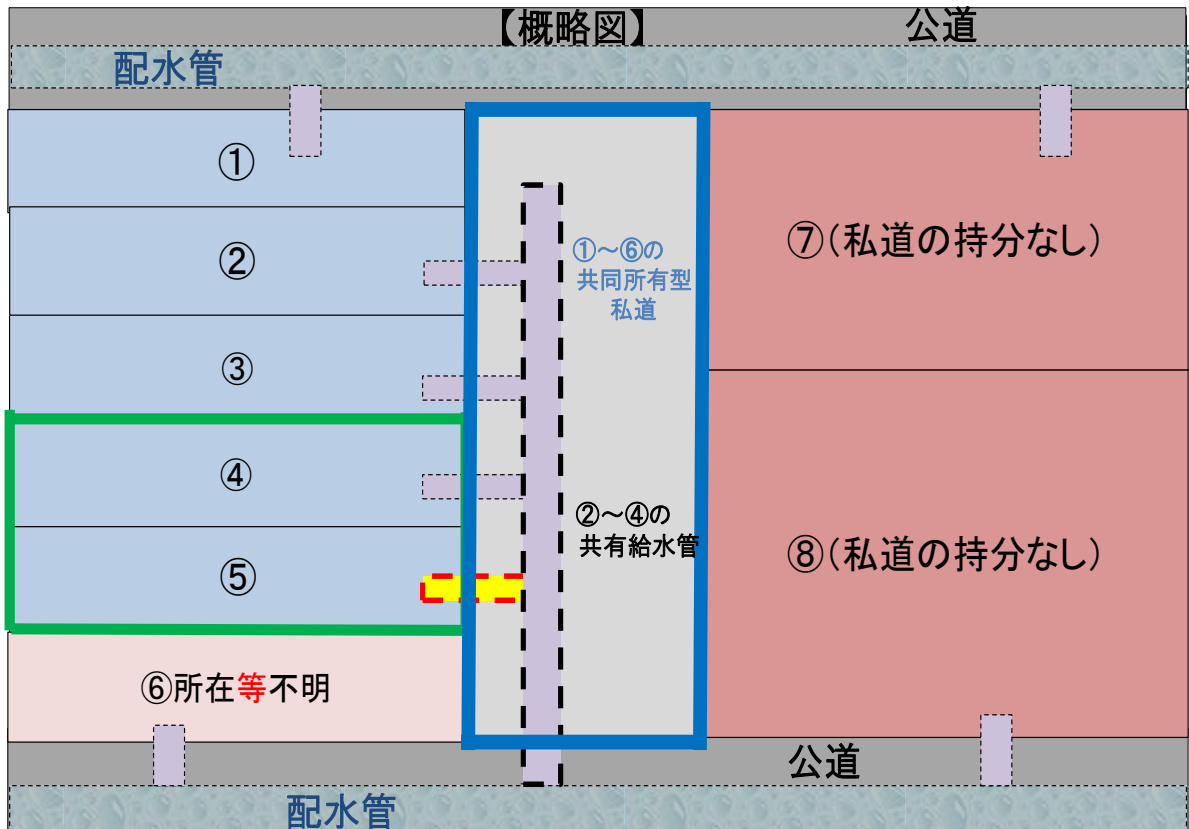 【概略図】
公道
配水管
①
②
③
④
⑤
⑥所在等不明
①～⑥の
共同所有型
私道
②～④の
共有給水管
⑦(私道の持分なし)
⑧(私道の持分なし)
公道
配水管